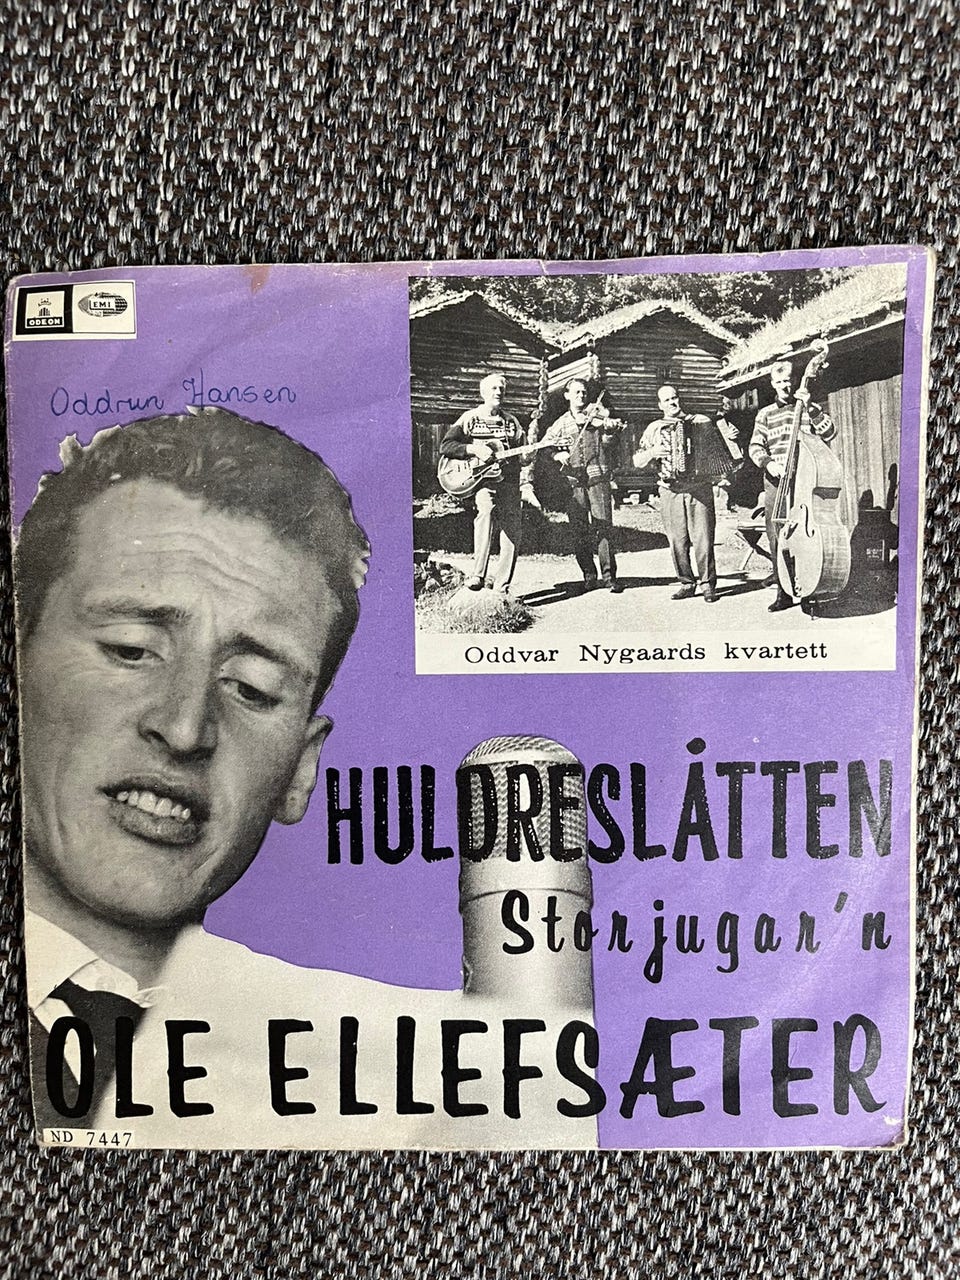 ODEON
EMI
Oddrun Hansen
Oddvar Nygaards kvartett
HULDRESLÅTTEN
Storjugar'n
OLE ELLEFSÆTER
ND 7447